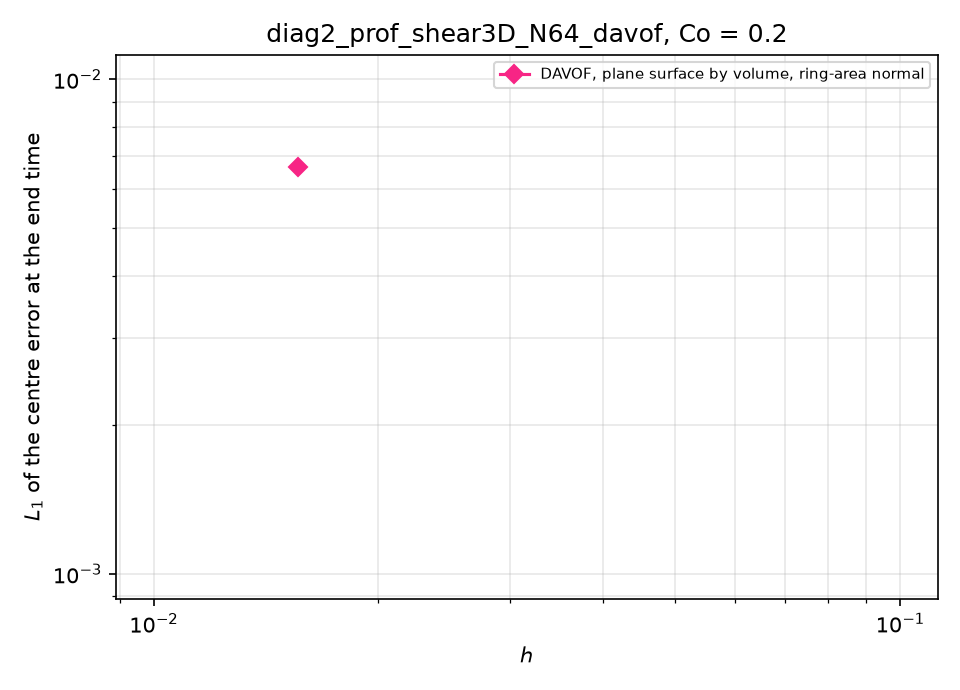 diag2_prof_shear3D_N64_davof, Co = 0.2
DAVOF, plane surface by volume, ring-area normal
L₁ of the centre error at the end time
10⁻²
10⁻³
10⁻²
10⁻¹
h